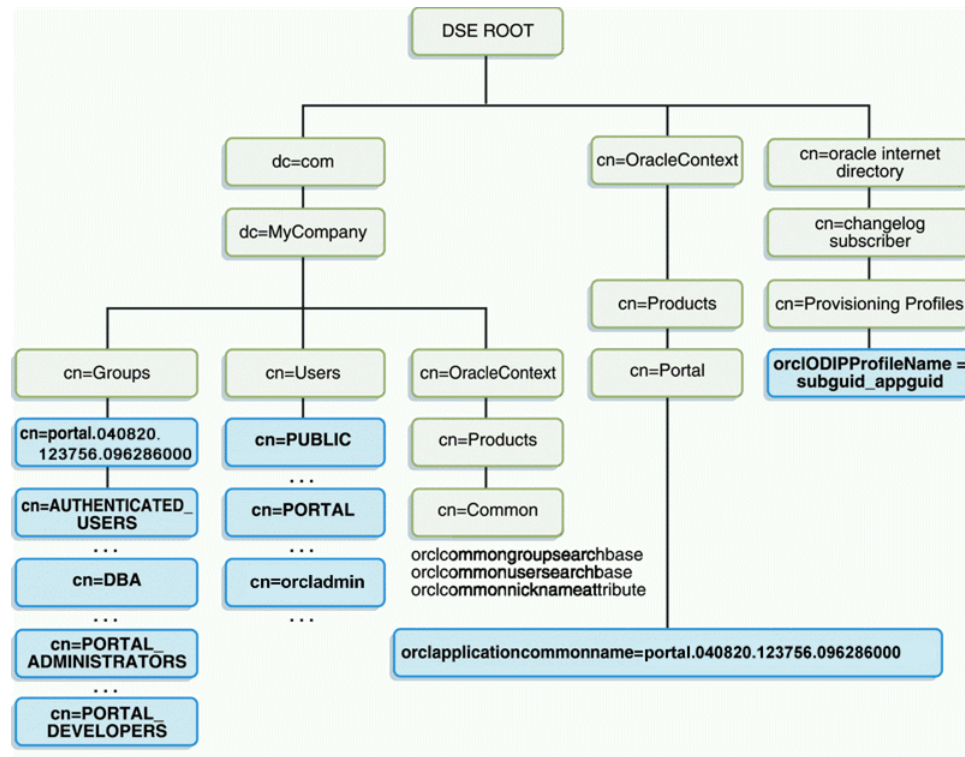 DSE ROOT
dc=com
cn=OracleContext
cn=oracle internet
directory
dc=MyCompany
cn=changelog
subscriber
cn=Products
cn=Provisioning Profiles
cn=Groups
cn=Users
cn=OracleContext
cn=Portal
orclODIPProfileName =
subguid_appguid
cn=portal.040820.
123756.096286000
cn=PUBLIC
cn=Products
...
cn=AUTHENTICATED_
USERS
cn=PORTAL
cn=Common
...
...
orclcommongroupsearchbase
orclcommonusersearchbase
orclcommonnicknameattribute
cn=DBA
cn=orcladmin
...
...
cn=PORTAL_
ADMINISTRATORS
orclapplicationcommonname=portal.040820.123756.096286000
...
cn=PORTAL_
DEVELOPERS